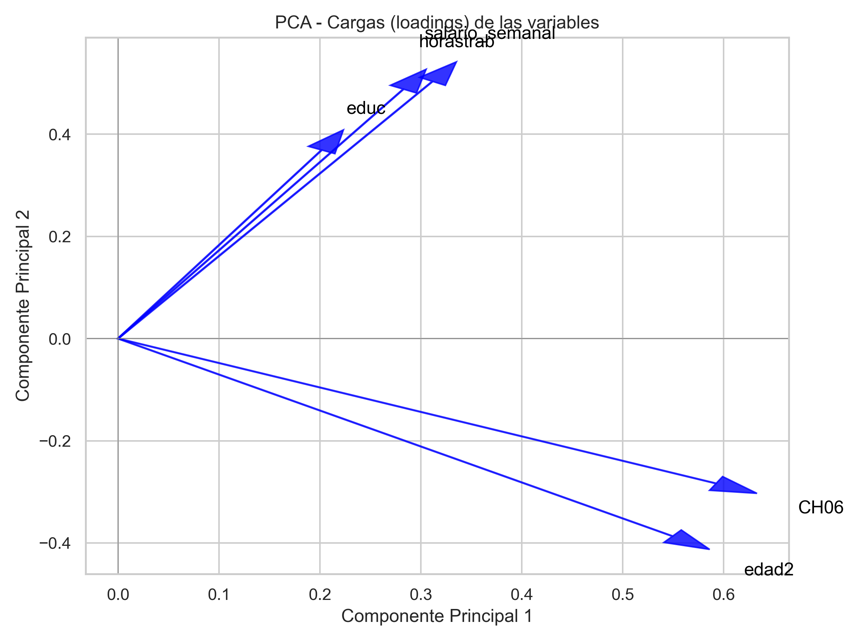 PCA - Cargas (loadings) de las variables
salario_semanal
horastrab
educ
CH06
edad2
Componente Principal 2
0.4
0.2
0.0
−0.2
−0.4
0.0 0.1 0.2 0.3 0.4 0.5 0.6
Componente Principal 1